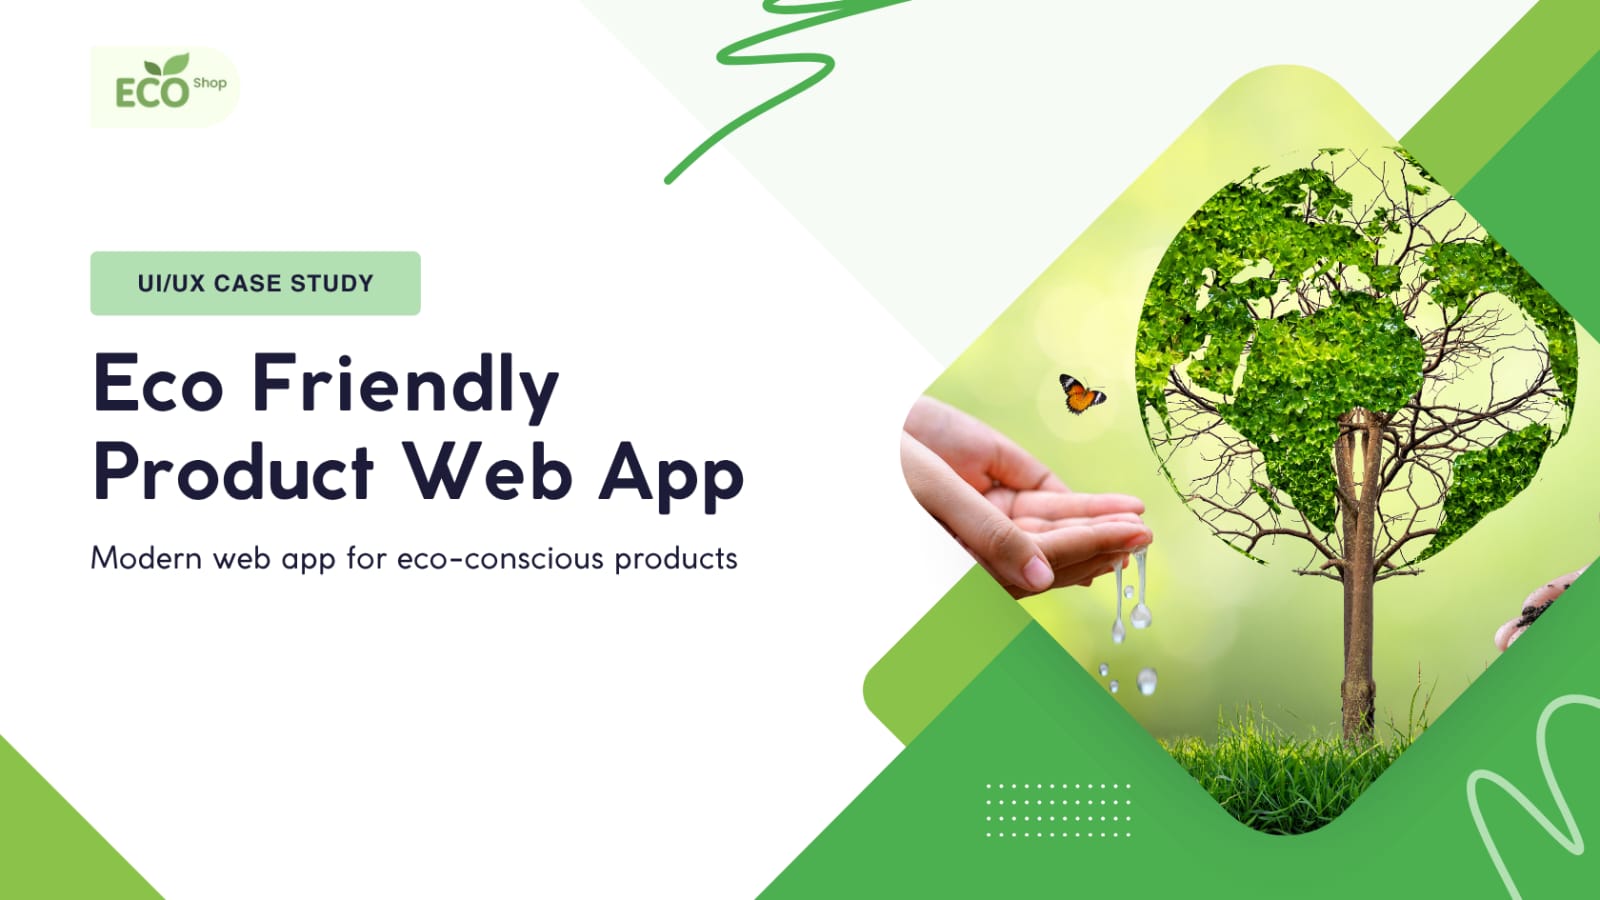 ECO Shop
UI/UX CASE STUDY
Eco Friendly
Product Web App
Modern web app for eco-conscious products